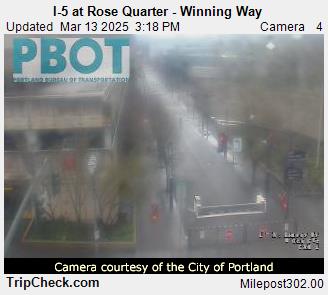 I-5 at Rose Quarter - Winning Way
Updated Mar 13 2025 3:18 PM Camera 4
PBOT
PORTLAND BUREAU OF TRANSPORTATION
Camera courtesy of the City of Portland
TripCheck.com Milepost302.00